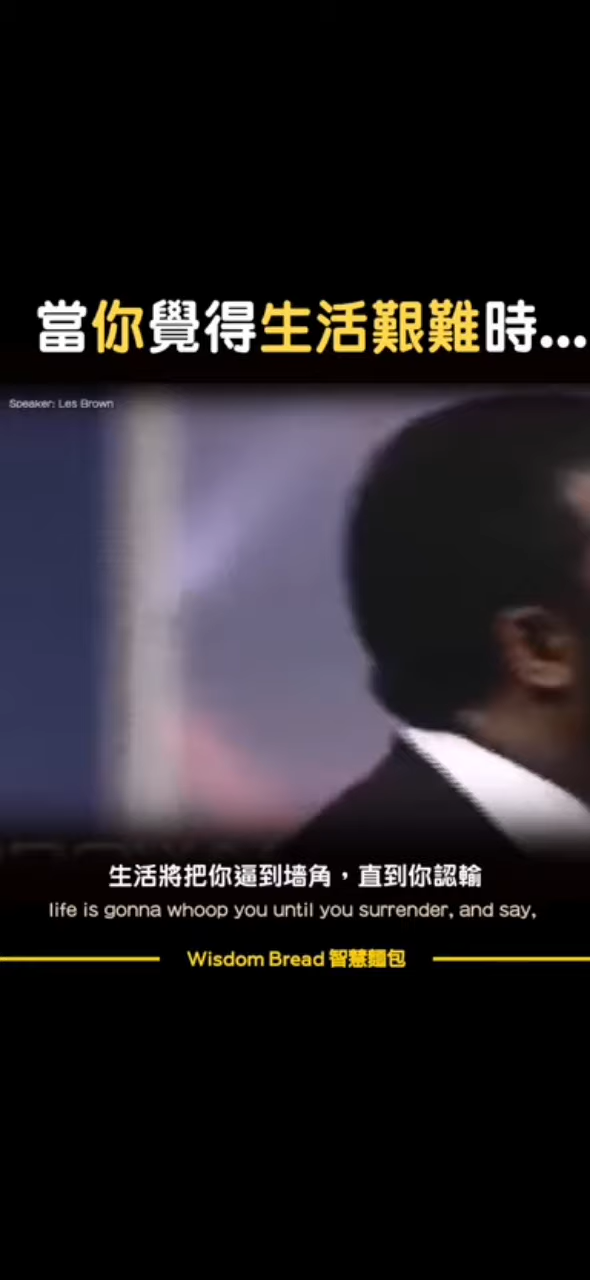 當你覺得生活艱難時...
Speaker: Les Brown
生活將把你逼到墻角，直到你認輸
life is gonna whoop you until you surrender, and say,
Wisdom Bread 智慧麵包